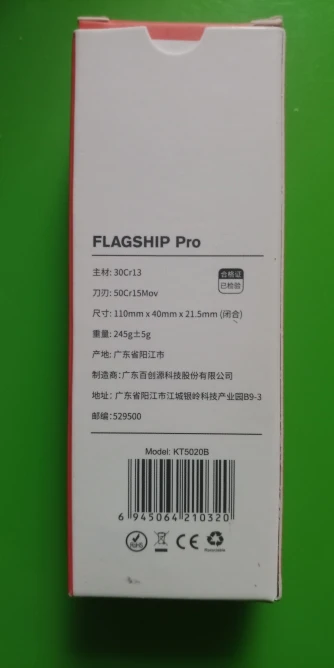 FLAGSHIP Pro
主材: 30Cr13
合格证
已检验
刀刃: 50Cr15Mov
尺寸: 110mm x 40mm x 21.5mm (闭合)
重量: 245g±5g
产地: 广东省阳江市
制造商:广东百创源科技股份有限公司
地址: 广东省阳江市江城银岭科技产业园B9-3
邮编:529500
Model: KT5020B
6 945064 210320
RoHS
CE
Recyclable